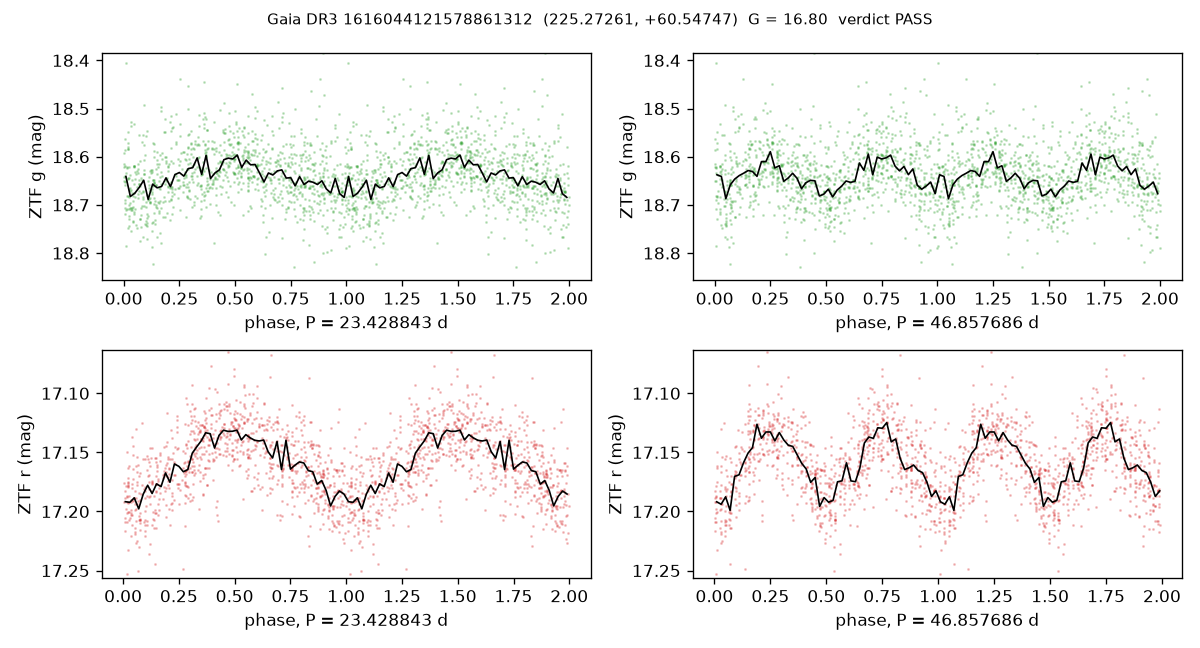 Gaia DR3 1616044121578861312 (225.27261, +60.54747) G = 16.80 verdict PASS
ZTF g (mag)
18.4
18.5
18.6
18.7
18.8
0.00 0.25 0.50 0.75 1.00 1.25 1.50 1.75 2.00
phase, P = 23.428843 d
ZTF g (mag)
18.4
18.5
18.6
18.7
18.8
0.00 0.25 0.50 0.75 1.00 1.25 1.50 1.75 2.00
phase, P = 46.857686 d
ZTF r (mag)
17.10
17.15
17.20
17.25
0.00 0.25 0.50 0.75 1.00 1.25 1.50 1.75 2.00
phase, P = 23.428843 d
ZTF r (mag)
17.10
17.15
17.20
17.25
0.00 0.25 0.50 0.75 1.00 1.25 1.50 1.75 2.00
phase, P = 46.857686 d